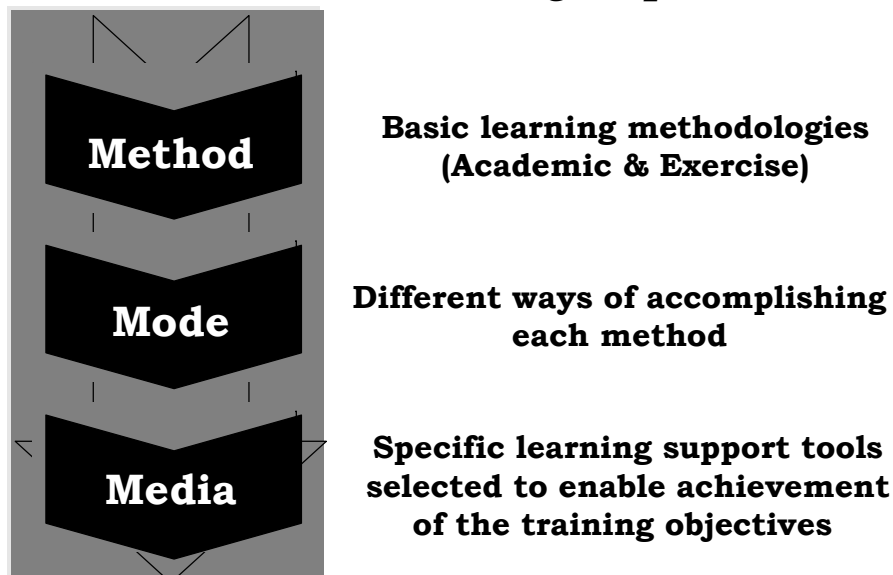 Method
Basic learning methodologies
(Academic & Exercise)
Mode
Different ways of accomplishing
each method
Media
Specific learning support tools
selected to enable achievement
of the training objectives